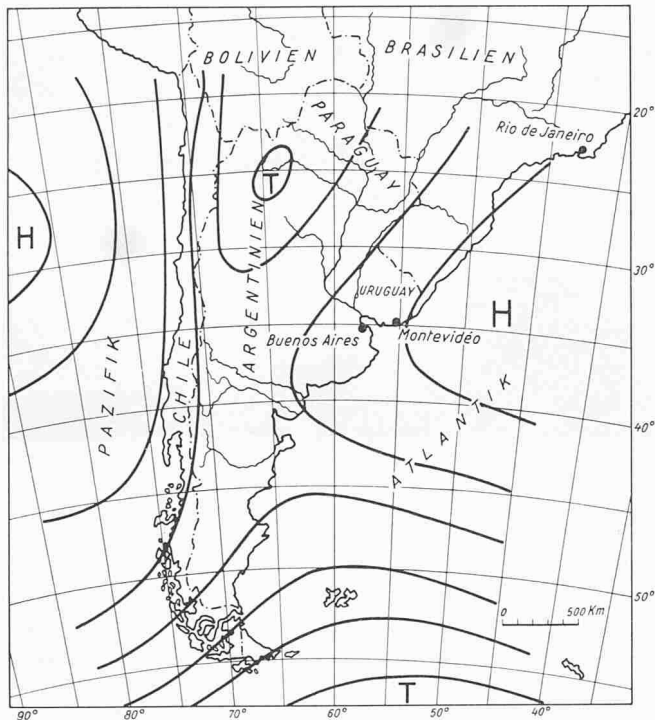 BOLIVIEN
BRASILIEN
PARAGUAY
20°
Rio de Janeiro
T
H
ARGENTINIEN
30°
URUGUAY
H
Buenos Aires
Montevidéo
PAZIFIK
CHILE
ATLANTIK
40°
50°
0 500 Km
T
90° 80° 70° 60° 50° 40°